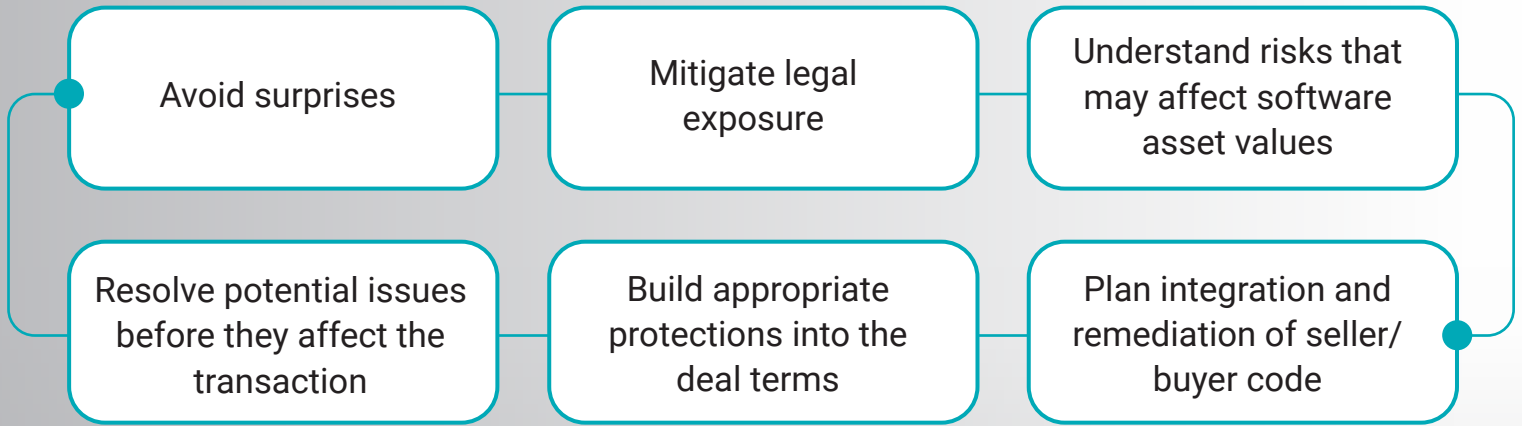 Avoid surprises
Mitigate legal
exposure
Understand risks that
may affect software
asset values
Resolve potential issues
before they affect the
transaction
Build appropriate
protections into the
deal terms
Plan integration and
remediation of seller/
buyer code